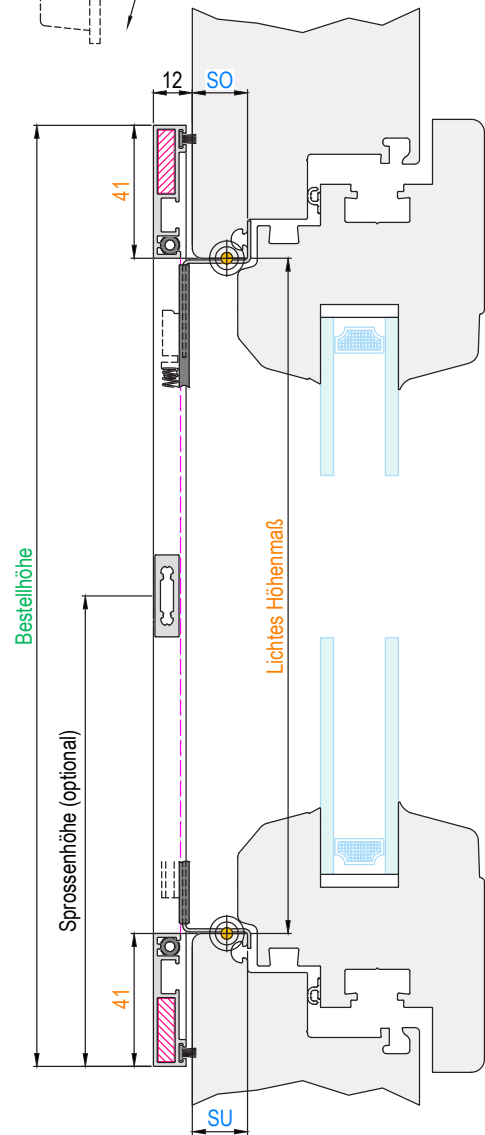 12
SO
41
Bestellhöhe
Lichtes Höhenmaß
Sprossenhöhe (optional)
41
SU